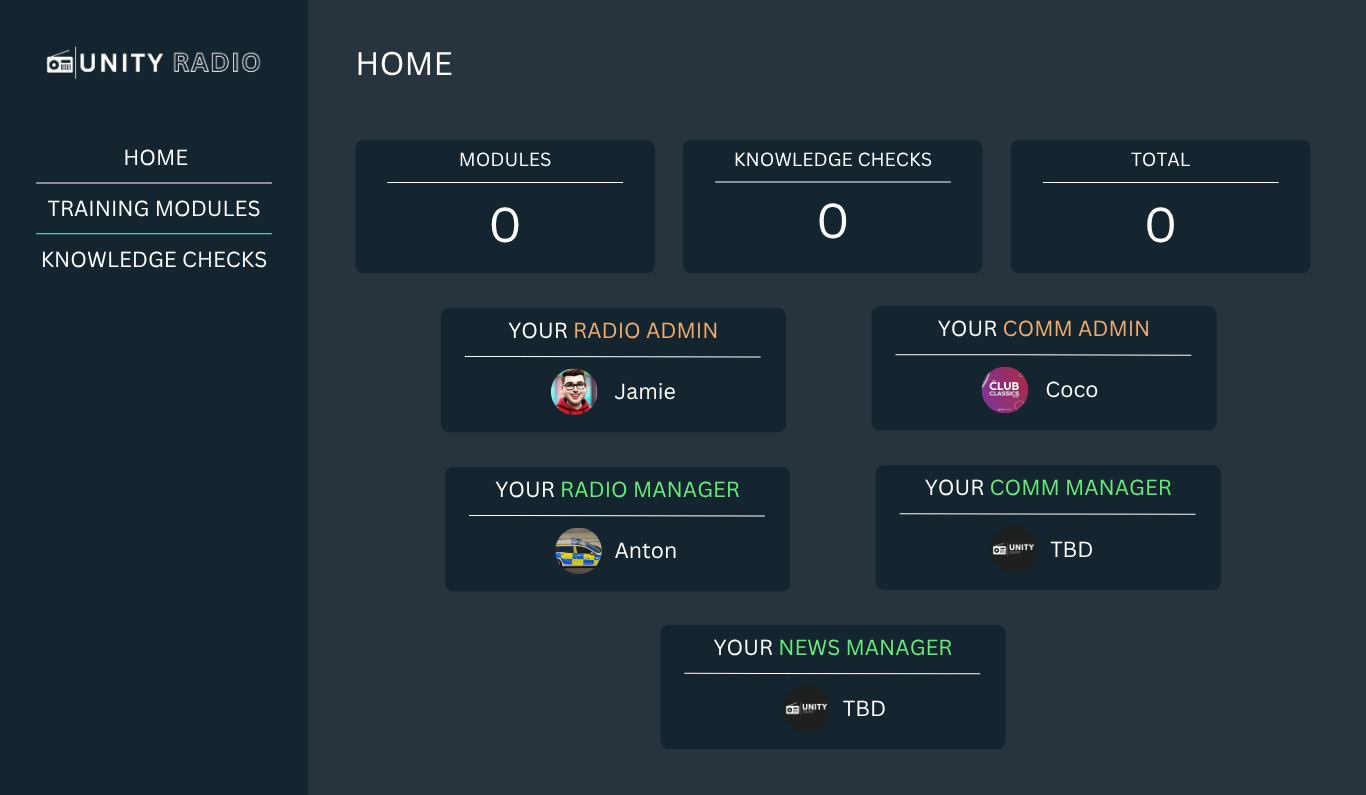 UNITY RADIO
HOME
TRAINING MODULES
KNOWLEDGE CHECKS
HOME
MODULES
0
KNOWLEDGE CHECKS
0
TOTAL
0
YOUR RADIO ADMIN
Jamie
YOUR COMM ADMIN
CLUB
CLASSICS
Coco
YOUR RADIO MANAGER
Anton
YOUR COMM MANAGER
UNITY
TBD
YOUR NEWS MANAGER
UNITY
TBD